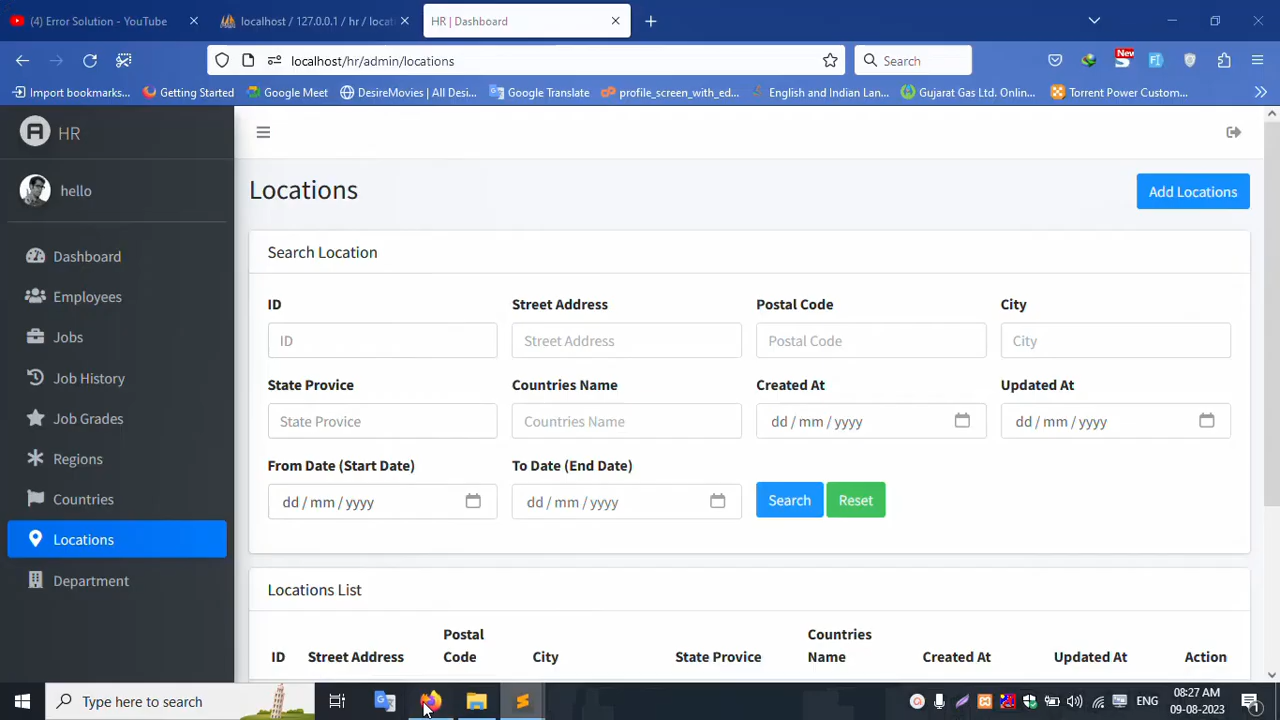 (4) Error Solution - YouTube
localhost / 127.0.0.1 / hr / locat
HR | Dashboard
localhost/hr/admin/locations
Search
New
Import bookmarks...
Getting Started
Google Meet
DesireMovies | All Desi...
Google Translate
profile_screen_with_ed...
English and Indian Lan...
Gujarat Gas Ltd. Onlin...
Torrent Power Custom...
HR
hello
Locations
Add Locations
Dashboard
Employees
Jobs
Job History
Job Grades
Regions
Countries
Locations
Department
Search Location
ID
Street Address
Postal Code
City
ID
Street Address
Postal Code
City
State Provice
Countries Name
Created At
Updated At
State Provice
Countries Name
dd / mm / yyyy
dd / mm / yyyy
From Date (Start Date)
To Date (End Date)
dd / mm / yyyy
dd / mm / yyyy
Search
Reset
Locations List
ID
Street Address
Postal
Code
City
State Provice
Countries
Name
Created At
Updated At
Action
Type here to search
ENG
08:27 AM
09-08-2023
1